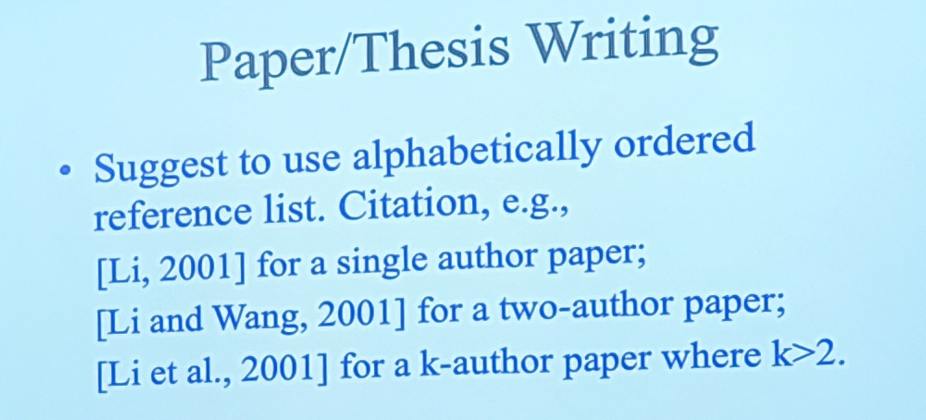 Paper/Thesis Writing
• Suggest to use alphabetically ordered
reference list. Citation, e.g.,
[Li, 2001] for a single author paper;
[Li and Wang, 2001] for a two-author paper;
[Li et al., 2001] for a k-author paper where k>2.